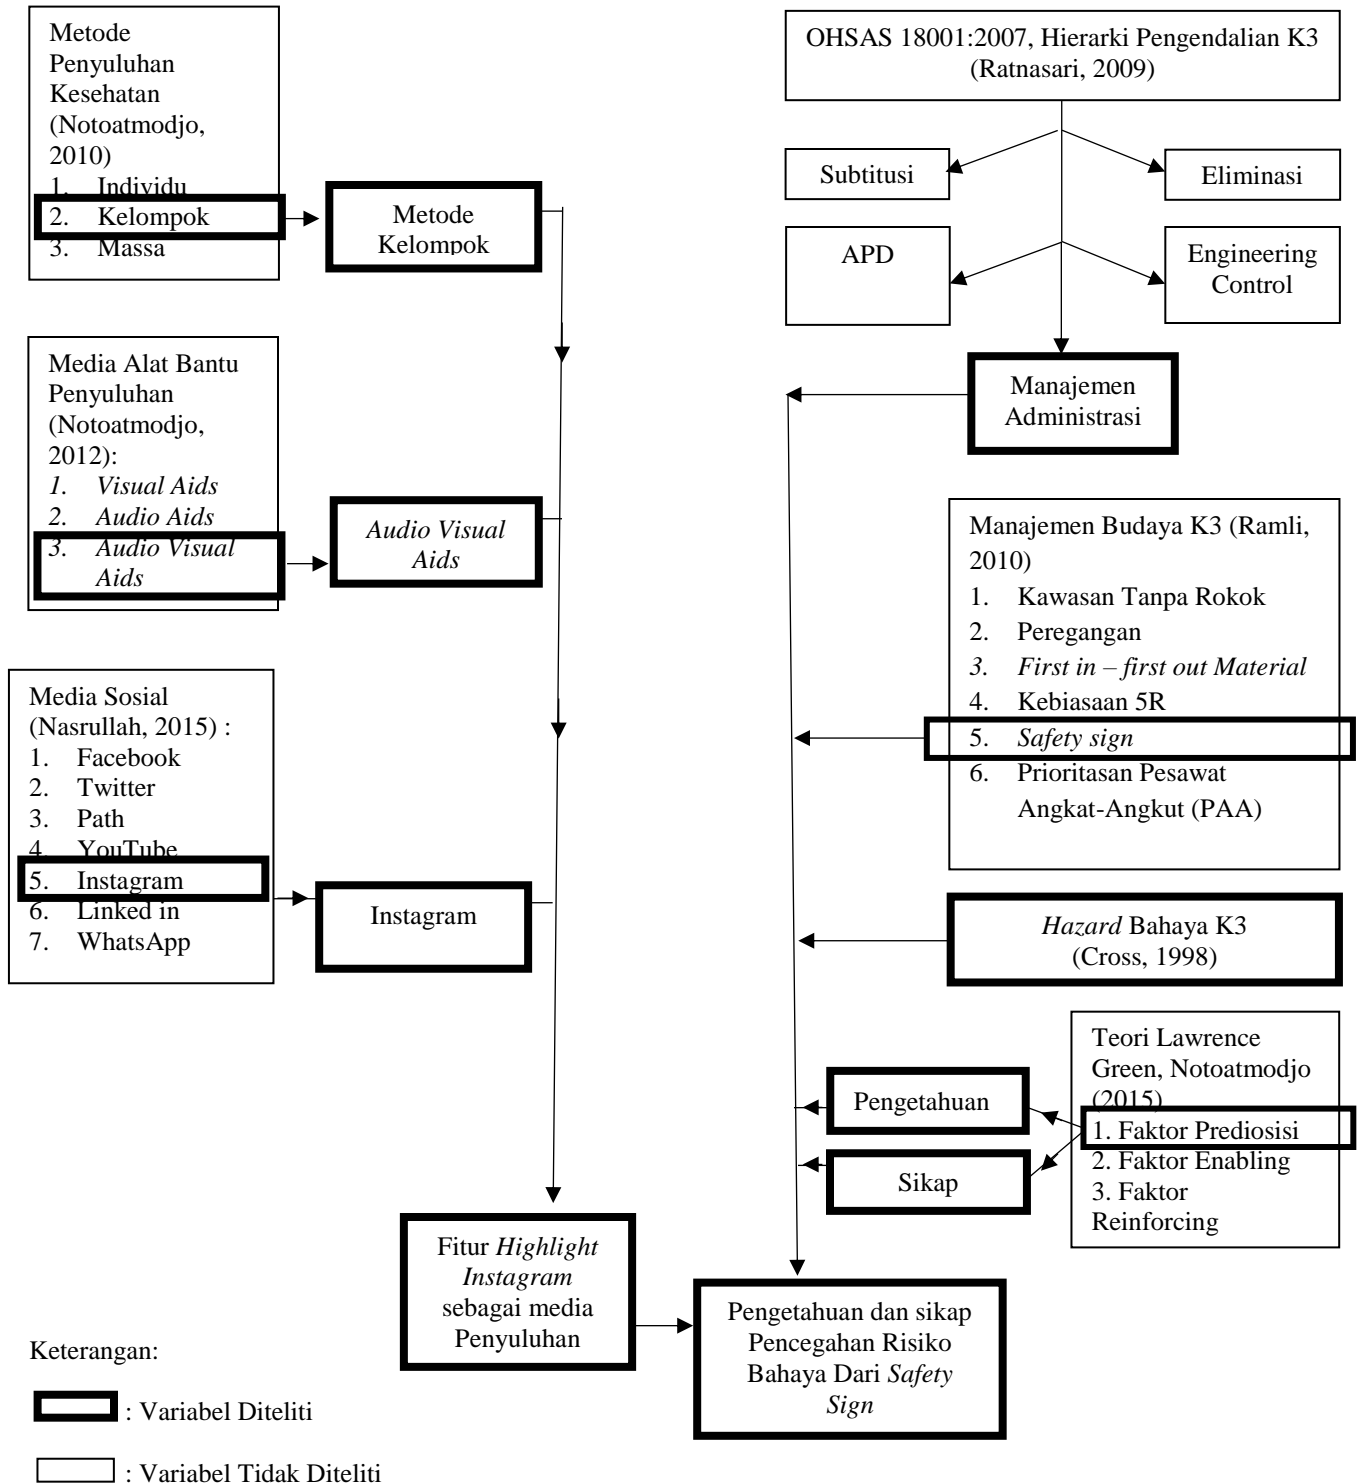 Metode
Penyuluhan
Kesehatan
(Notoatmodjo,
2010)
1. Individu
2. Kelompok
3. Massa
Metode
Kelompok
Media Alat Bantu
Penyuluhan
(Notoatmodjo,
2012):
1. Visual Aids
2. Audio Aids
3. Audio Visual
Aids
Audio Visual
Aids
Media Sosial
(Nasrullah, 2015) :
1. Facebook
2. Twitter
3. Path
4. YouTube
5. Instagram
6. Linked in
7. WhatsApp
Instagram
OHSAS 18001:2007, Hierarki Pengendalian K3
(Ratnasari, 2009)
Subtitusi
Eliminasi
APD
Engineering
Control
Manajemen
Administrasi
Manajemen Budaya K3 (Ramli,
2010)
1. Kawasan Tanpa Rokok
2. Peregangan
3. First in – first out Material
4. Kebiasaan 5R
5. Safety sign
6. Prioritasan Pesawat
Angkat-Angkut (PAA)
Hazard Bahaya K3
(Cross, 1998)
Teori Lawrence
Green, Notoatmodjo
(2015)
1. Faktor Prediosisi
2. Faktor Enabling
3. Faktor
Reinforcing
Pengetahuan
Sikap
Fitur Highlight
Instagram
sebagai media
Penyuluhan
Pengetahuan dan sikap
Pencegahan Risiko
Bahaya Dari Safety
Sign
Keterangan:
: Variabel Diteliti
: Variabel Tidak Diteliti